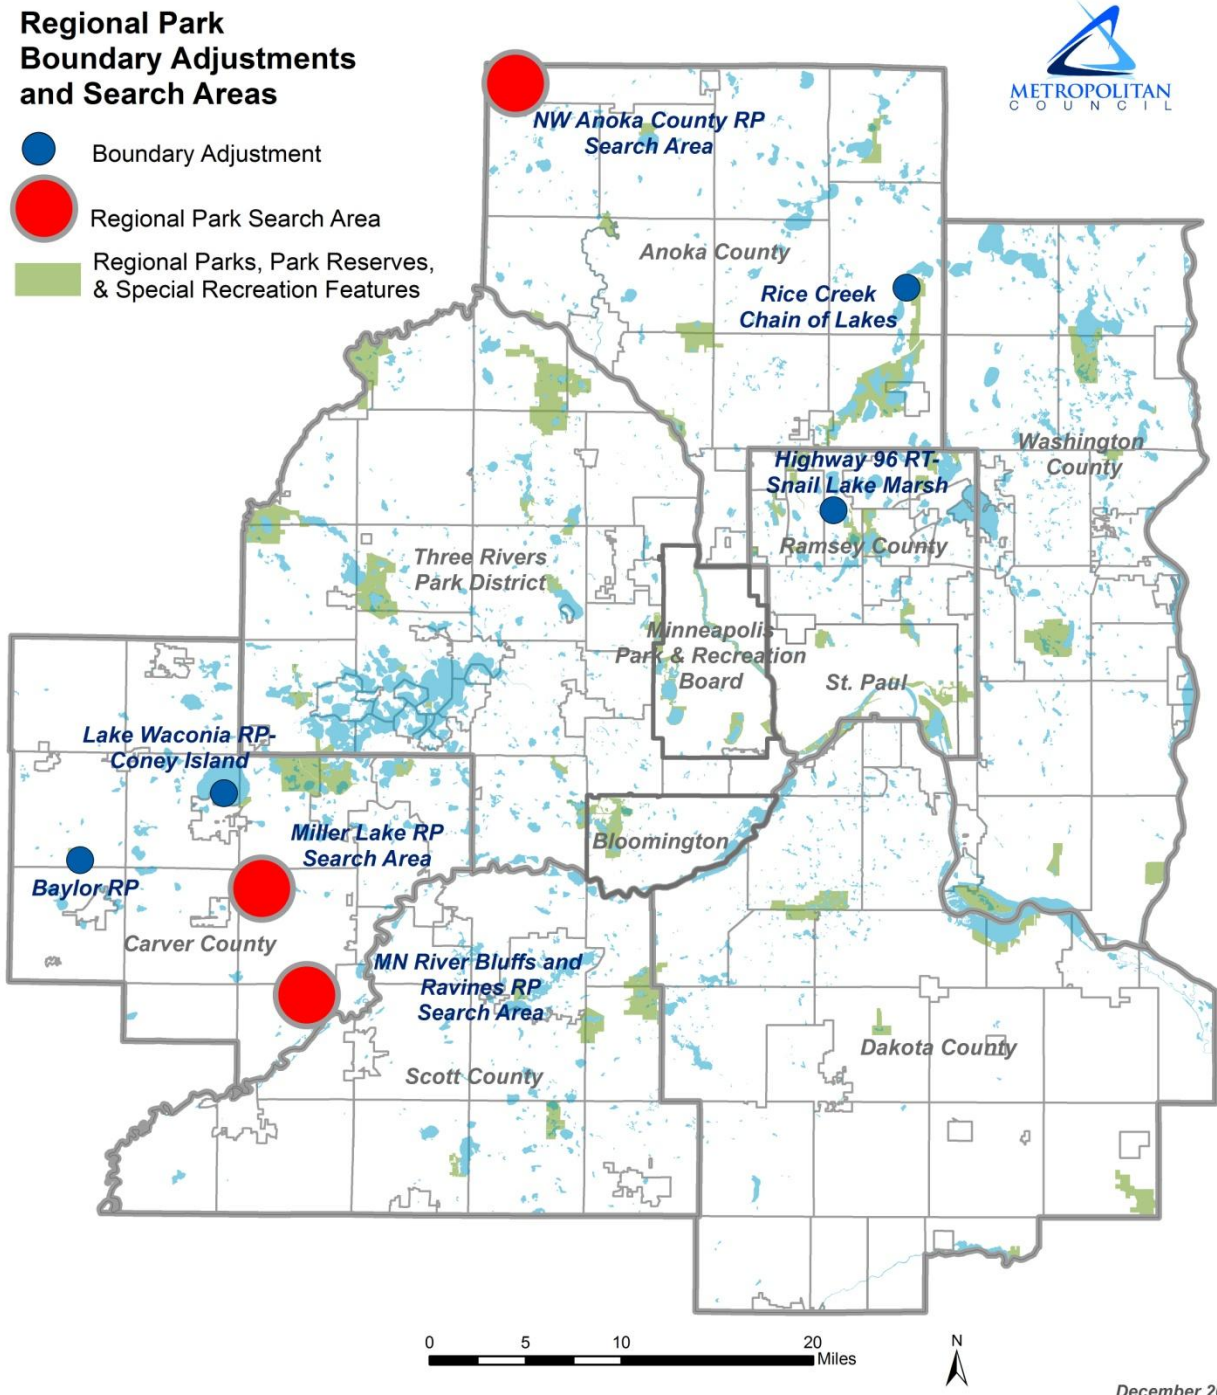 Regional Park
Boundary Adjustments
and Search Areas
Boundary Adjustment
Regional Park Search Area
Regional Parks, Park Reserves,
& Special Recreation Features
METROPOLITAN
COUNCIL
NW Anoka County RP
Search Area
Anoka County
Rice Creek
Chain of Lakes
Washington
County
Highway 96 RT-
Snail Lake Marsh
Ramsey County
Three Rivers
Park District
Minneapolis
Park & Recreation
Board
St. Paul
Lake Waconia RP-
Coney Island
Miller Lake RP
Search Area
Bloomington
Baylor RP
Carver County
MN River Bluffs and
Ravines RP
Search Area
Scott County
Dakota County
0 5 10 20
Miles
N
December